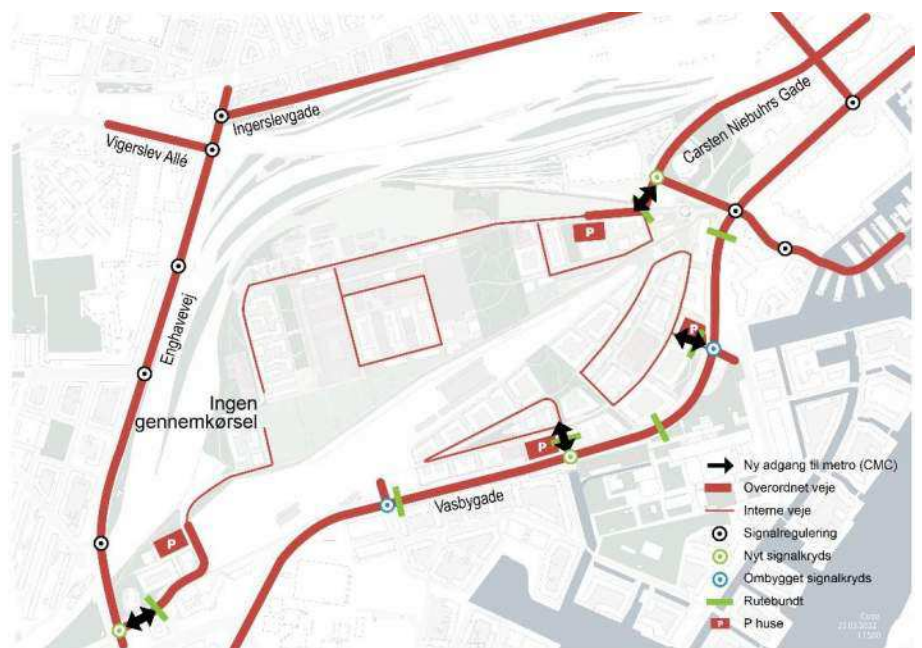 Ingerslevgade
Vigerslev Allé
Carsten Niebuhrs Gade
P
Enghavevej
P
Ingen
gennemkørsel
P
Vasbygade
P
Ny adgang til metro (CMC)
Overordnet veje
Interne veje
Signalregulering
Nyt signalkryds
Ombygget signalkryds
Rutebundt
P P huse